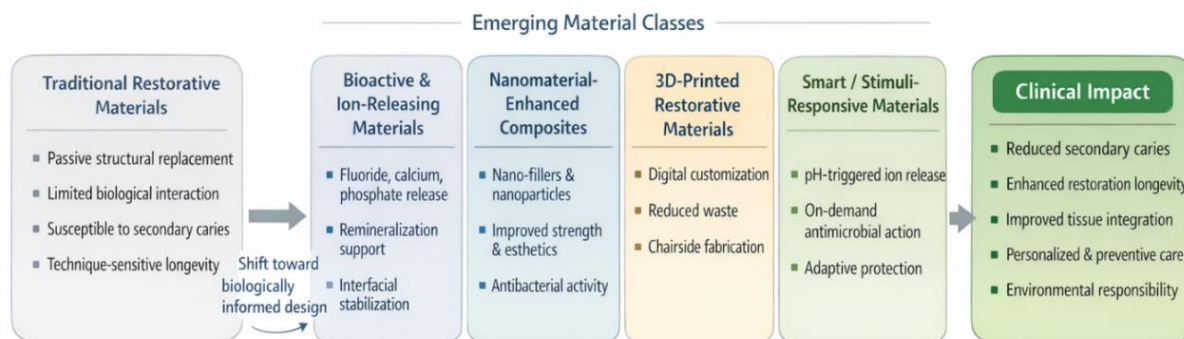 Emerging Material Classes
Traditional Restorative
Materials
▪ Passive structural replacement
▪ Limited biological interaction
▪ Susceptible to secondary caries
▪ Technique-sensitive longevity
Shift toward
biologically
informed design
Bioactive &
Ion-Releasing
Materials
▪ Fluoride, calcium,
phosphate release
▪ Remineralization
support
▪ Interfacial
stabilization
Nanomaterial-
Enhanced
Composites
▪ Nano-fillers &
nanoparticles
▪ Improved strength
& esthetics
▪ Antibacterial activity
3D-Printed
Restorative
Materials
▪ Digital customization
▪ Reduced waste
▪ Chairside fabrication
Smart / Stimuli-
Responsive Materials
▪ pH-triggered ion release
▪ On-demand
antimicrobial action
▪ Adaptive protection
Clinical Impact
▪ Reduced secondary caries
▪ Enhanced restoration longevity
▪ Improved tissue integration
▪ Personalized & preventive care
▪ Environmental responsibility